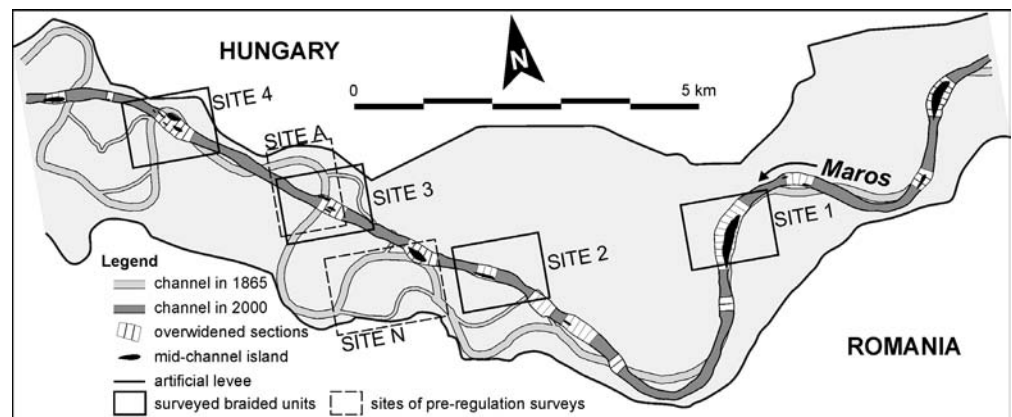 HUNGARY
N
0
5 km
SITE 4
SITE A
SITE 3
Maros
SITE 1
SITE 2
SITE N
ROMANIA
Legend
channel in 1865
channel in 2000
overwidened sections
mid-channel island
artificial levee
surveyed braided units
sites of pre-regulation surveys